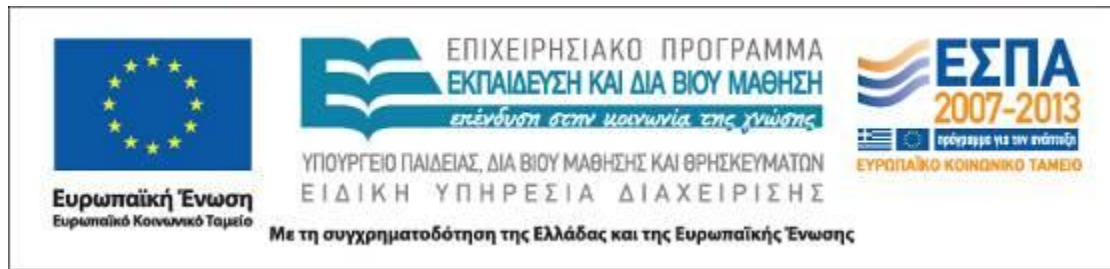 Ευρωπαϊκή Ένωση
Ευρωπαϊκό Κοινωνικό Ταμείο
ΕΠΙΧΕΙΡΗΣΙΑΚΟ ΠΡΟΓΡΑΜΜΑ
ΕΚΠΑΙΔΕΥΣΗ ΚΑΙ ΔΙΑ ΒΙΟΥ ΜΑΘΗΣΗ
επένδυση στην κοινωνία της γνώσης
ΥΠΟΥΡΓΕΙΟ ΠΑΙΔΕΙΑΣ, ΔΙΑ ΒΙΟΥ ΜΑΘΗΣΗΣ ΚΑΙ ΘΡΗΣΚΕΥΜΑΤΩΝ
ΕΙΔΙΚΗ ΥΠΗΡΕΣΙΑ ΔΙΑΧΕΙΡΙΣΗΣ
Με τη συγχρηματοδότηση της Ελλάδας και της Ευρωπαϊκής Ένωσης
ΕΣΠΑ
2007-2013
πρόγραμμα για την ανάπτυξη
ΕΥΡΩΠΑΪΚΟ ΚΟΙΝΩΝΙΚΟ ΤΑΜΕΙΟ